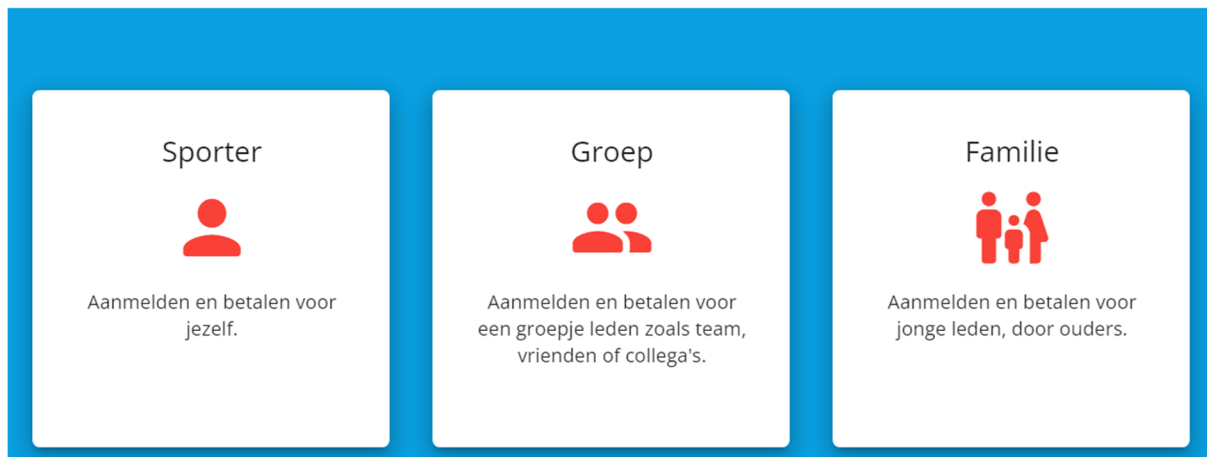 Sporter
Aanmelden en betalen voor
jezelf.
Groep
Aanmelden en betalen voor
een groepje leden zoals team,
vrienden of collega's.
Familie
Aanmelden en betalen voor
jonge leden, door ouders.